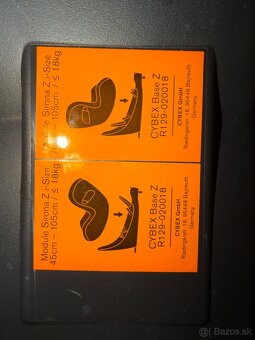 Module Sirona Z i-Size
45cm – 105cm / ≤ 18kg
CYBEX Base Z
R129-020018
CYBEX GmbH
Riedingerstr. 18, 95448 Bayreuth
Germany
Module Sirona Z i-Size
– 105cm / ≤ 18kg
CYBEX Base Z
R129-020018
CYBEX GmbH
Riedingerstr. 18, 95448 Bayreuth
Germany
© bazos.sk